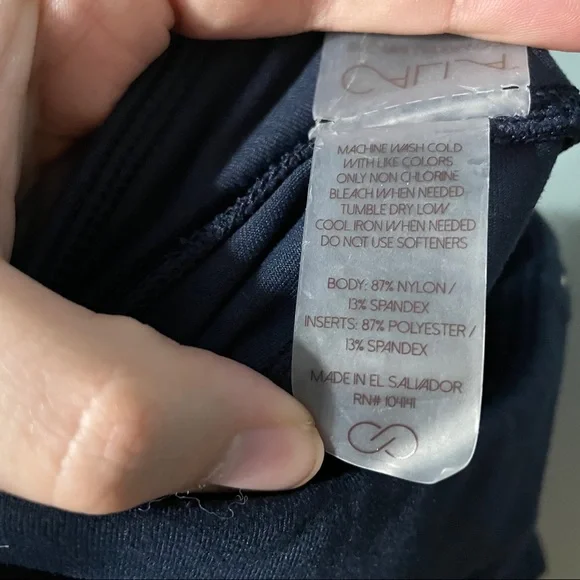 CALIA
MACHINE WASH COLD
WITH LIKE COLORS
ONLY NON CHLORINE
BLEACH WHEN NEEDED
TUMBLE DRY LOW
COOL IRON WHEN NEEDED
DO NOT USE SOFTENERS
BODY: 87% NYLON /
13% SPANDEX
INSERTS: 87% POLYESTER /
13% SPANDEX
MADE IN EL SALVADOR
RN# 104141